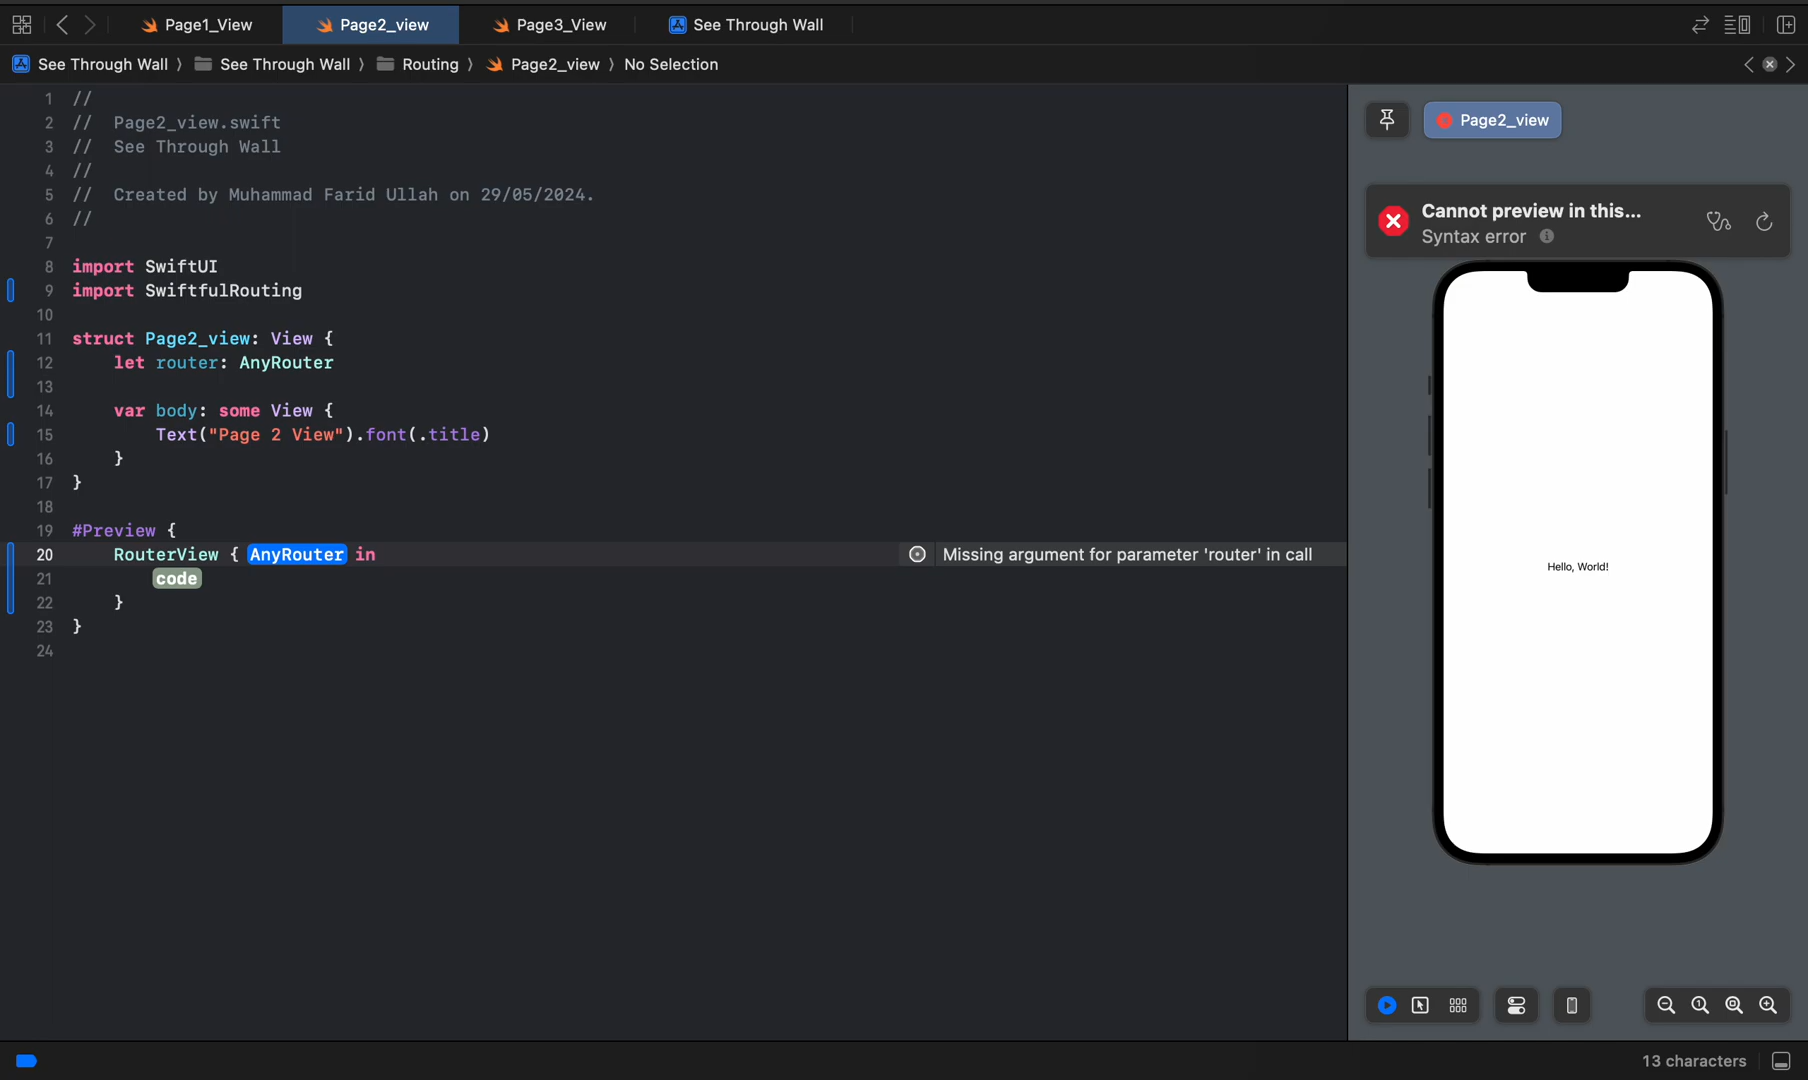 Page1_View
Page2_view
Page3_View
See Through Wall
See Through Wall 〉 See Through Wall 〉 Routing 〉 Page2_view 〉 No Selection
1 //
2 //  Page2_view.swift
3 //  See Through Wall
4 //
5 //  Created by Muhammad Farid Ullah on 29/05/2024.
6 //
7
8 import SwiftUI
9 import SwiftfulRouting
10
11 struct Page2_view: View {
12     let router: AnyRouter
13
14     var body: some View {
15         Text("Page 2 View").font(.title)
16     }
17 }
18
19 #Preview {
20     RouterView { AnyRouter in
Missing argument for parameter 'router' in call
21         code
22     }
23 }
24
Page2_view
Cannot preview in this...
Syntax error
Hello, World!
13 characters